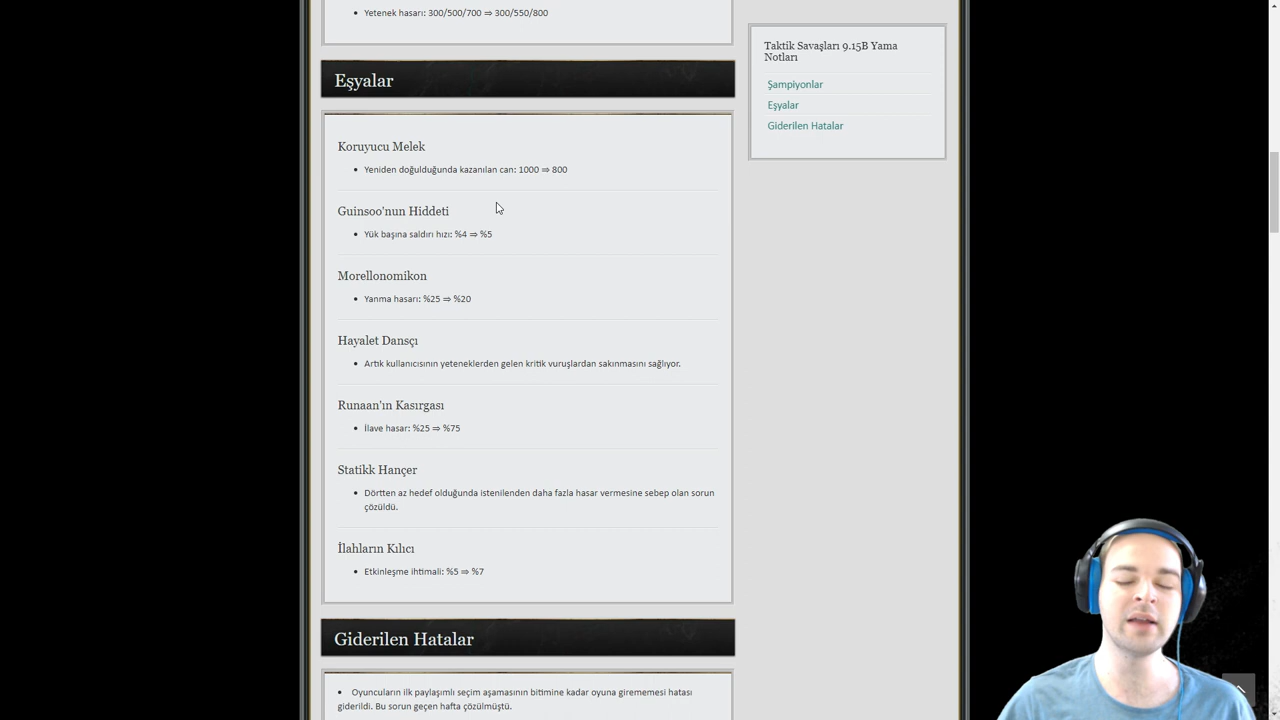 Yetenek hasarı: 300/500/700 ⇒ 300/550/800
Eşyalar
Koruyucu Melek
Yeniden doğulduğunda kazanılan can: 1000 ⇒ 800
Guinsoo'nun Hiddeti
Yük başına saldırı hızı: %4 ⇒ %5
Morellonomikon
Yanma hasarı: %25 ⇒ %20
Hayalet Dansçı
Artık kullanıcısının yeteneklerden gelen kritik vuruşlardan sakınmasını sağlıyor.
Runaan'ın Kasırgası
İlave hasar: %25 ⇒ %75
Statikk Hançer
Dörtten az hedef olduğunda istenilenden daha fazla hasar vermesine sebep olan sorun
çözüldü.
İlahların Kılıcı
Etkinleşme ihtimali: %5 ⇒ %7
Giderilen Hatalar
Oyuncuların ilk paylaşımlı seçim aşamasının bitimine kadar oyuna girememesi hatası
giderildi. Bu sorun geçen hafta çözülmüştü.
Taktik Savaşları 9.15B Yama
Notları
Şampiyonlar
Eşyalar
Giderilen Hatalar